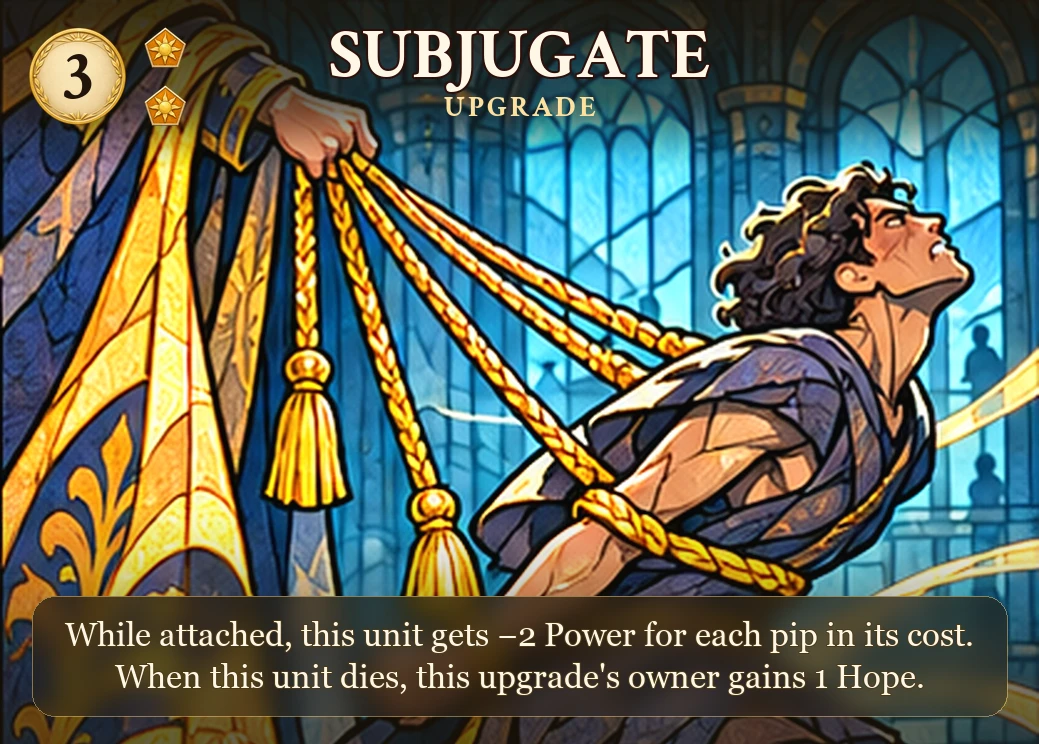 3
SUBJUGATE
UPGRADE
While attached, this unit gets −2 Power for each pip in its cost.
When this unit dies, this upgrade's owner gains 1 Hope.